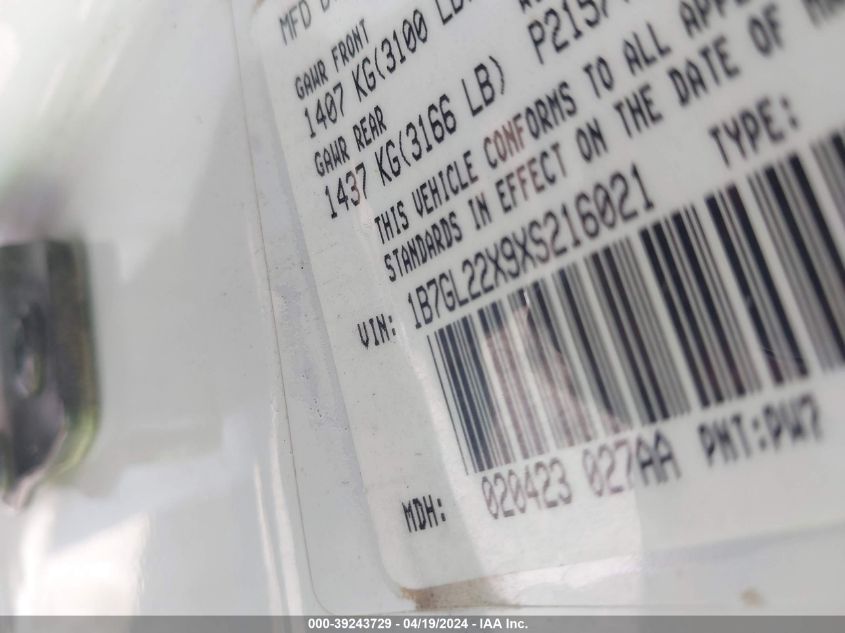 MFD
GAWR FRONT
1407 KG(3100 LB
GAWR REAR
1437 KG(3166 LB) P215/
THIS VEHICLE CONFORMS TO ALL
STANDARDS IN EFFECT ON THE DATE OF
TYPE:
VIN: 1B7GL22X9XS216021
MDH: 020423 027AA PNT:PW7
000-39243729 - 04/19/2024 - IAA Inc.